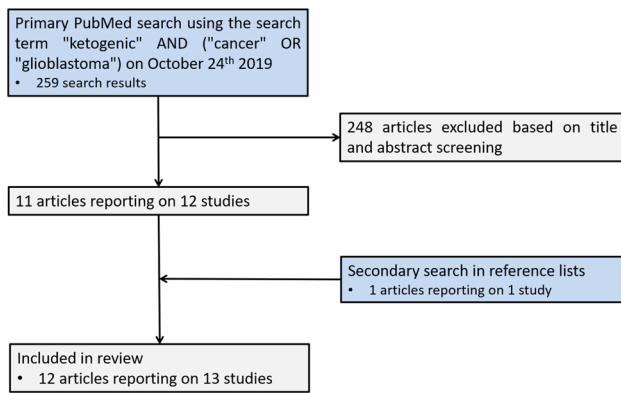 Primary PubMed search using the search
term "ketogenic" AND ("cancer" OR
"glioblastoma") on October 24th 2019
• 259 search results
248 articles excluded based on title
and abstract screening
11 articles reporting on 12 studies
Secondary search in reference lists
• 1 articles reporting on 1 study
Included in review
• 12 articles reporting on 13 studies